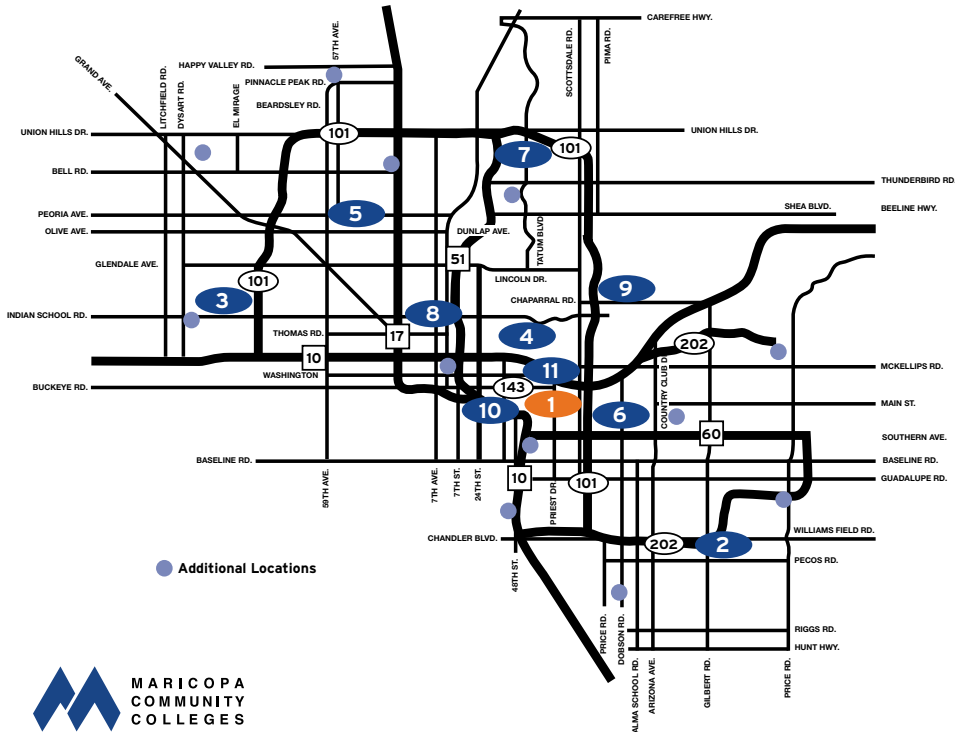 CAREFREE HWY.
57TH AVE.
SCOTTSDALE RD.
PIMA RD.
HAPPY VALLEY RD.
PINNACLE PEAK RD.
GRAND AVE.
LITCHFIELD RD.
DYSART RD.
EL MIRAGE
BEARDSLEY RD.
UNION HILLS DR.
101
101
UNION HILLS DR.
7
BELL RD.
THUNDERBIRD RD.
PEORIA AVE.
5
SHEA BLVD.
BEELINE HWY.
OLIVE AVE.
DUNLAP AVE.
TATUM BLVD
51
GLENDALE AVE.
LINCOLN DR.
101
9
3
CHAPARRAL RD.
INDIAN SCHOOL RD.
8
THOMAS RD.
17
4
202
10
COUNTRY CLUB DR.
WASHINGTON
11
MCKELLIPS RD.
BUCKEYE RD.
143
10
1
6
MAIN ST.
60
SOUTHERN AVE.
BASELINE RD.
BASELINE RD.
10
101
GUADALUPE RD.
59TH AVE.
7TH AVE.
7TH ST.
24TH ST.
PRIEST DR.
CHANDLER BLVD.
202
2
WILLIAMS FIELD RD.
PECOS RD.
48TH ST.
Additional Locations
PRICE RD.
DOBSON RD.
RIGGS RD.
HUNT HWY.
ALMA SCHOOL RD.
ARIZONA AVE.
GILBERT RD.
PRICE RD.
MARICOPA
COMMUNITY
COLLEGES